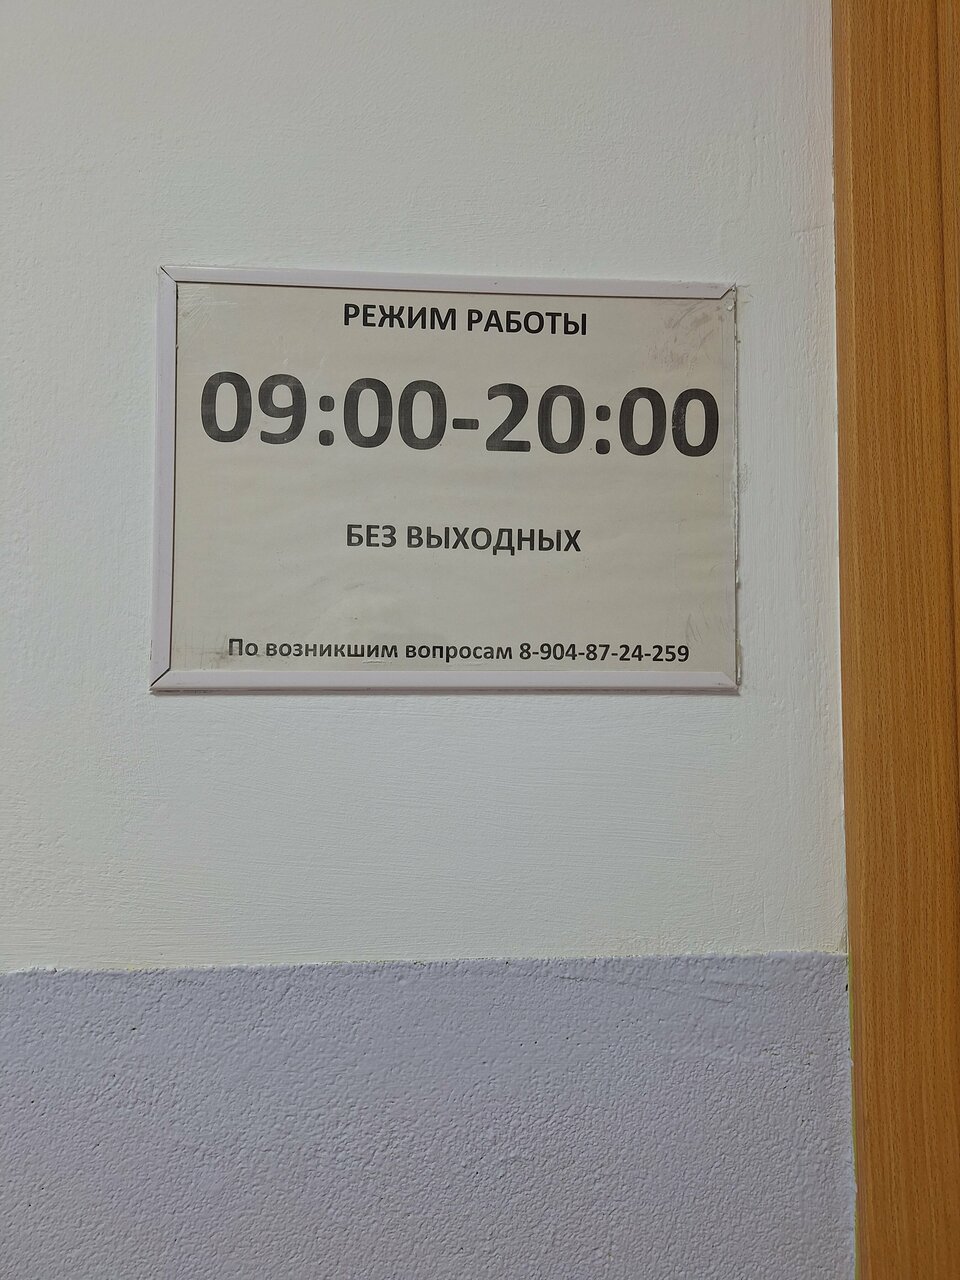 РЕЖИМ РАБОТЫ
09:00-20:00
БЕЗ ВЫХОДНЫХ
По возникшим вопросам 8-904-87-24-259